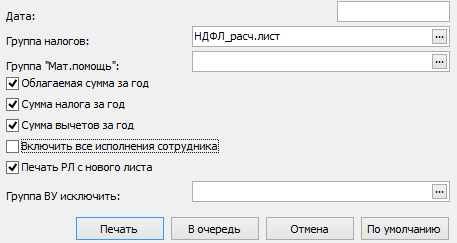 Дата:
Группа налогов: НДФЛ_расч.лист ...
Группа "Мат.помощь": ...
Облагаемая сумма за год
Сумма налога за год
Сумма вычетов за год
Включить все исполнения сотрудника
Печать РЛ с нового листа
Группа ВУ исключить: ...
Печать В очередь Отмена По умолчанию